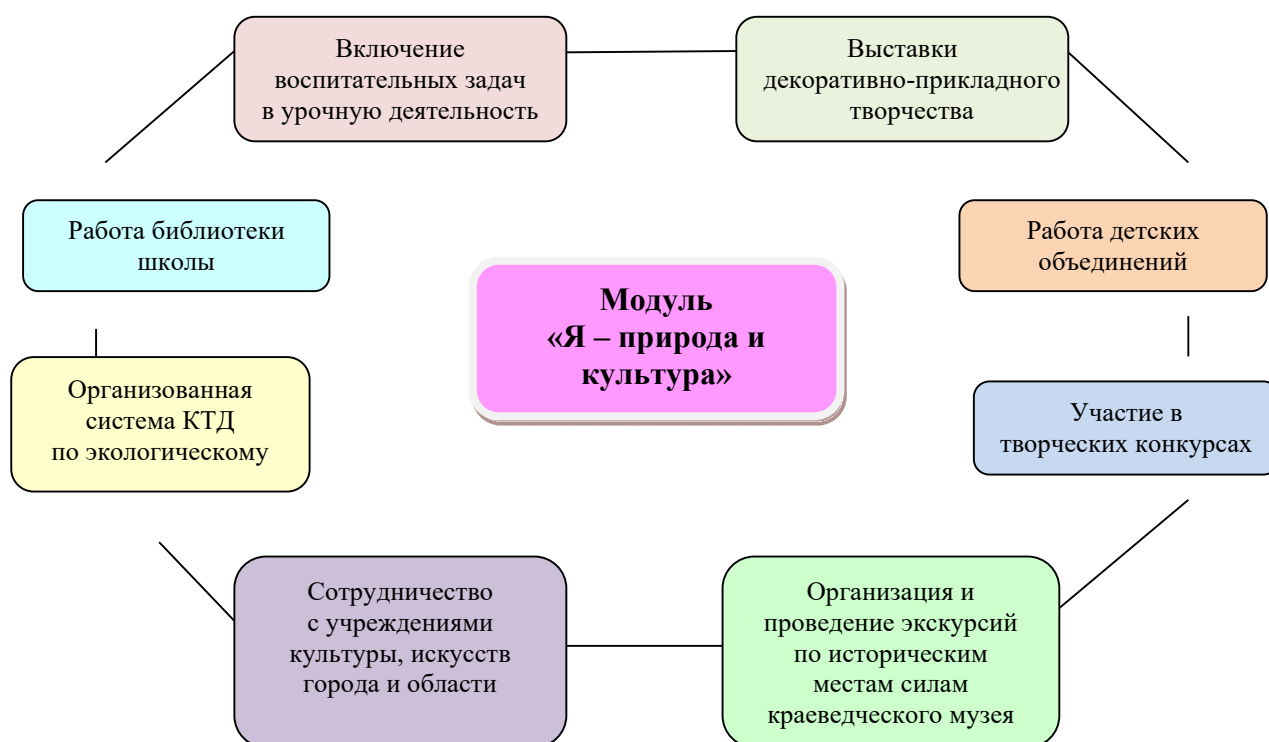 Включение
воспитательных задач
в урочную деятельность
Выставки
декоративно-прикладного
творчества
Работа библиотеки
школы
Работа детских
объединений
Модуль
«Я – природа и
культура»
Организованная
система КТД
по экологическому
Участие в
творческих конкурсах
Сотрудничество
с учреждениями
культуры, искусств
города и области
Организация и
проведение экскурсий
по историческим
местам силам
краеведческого музея